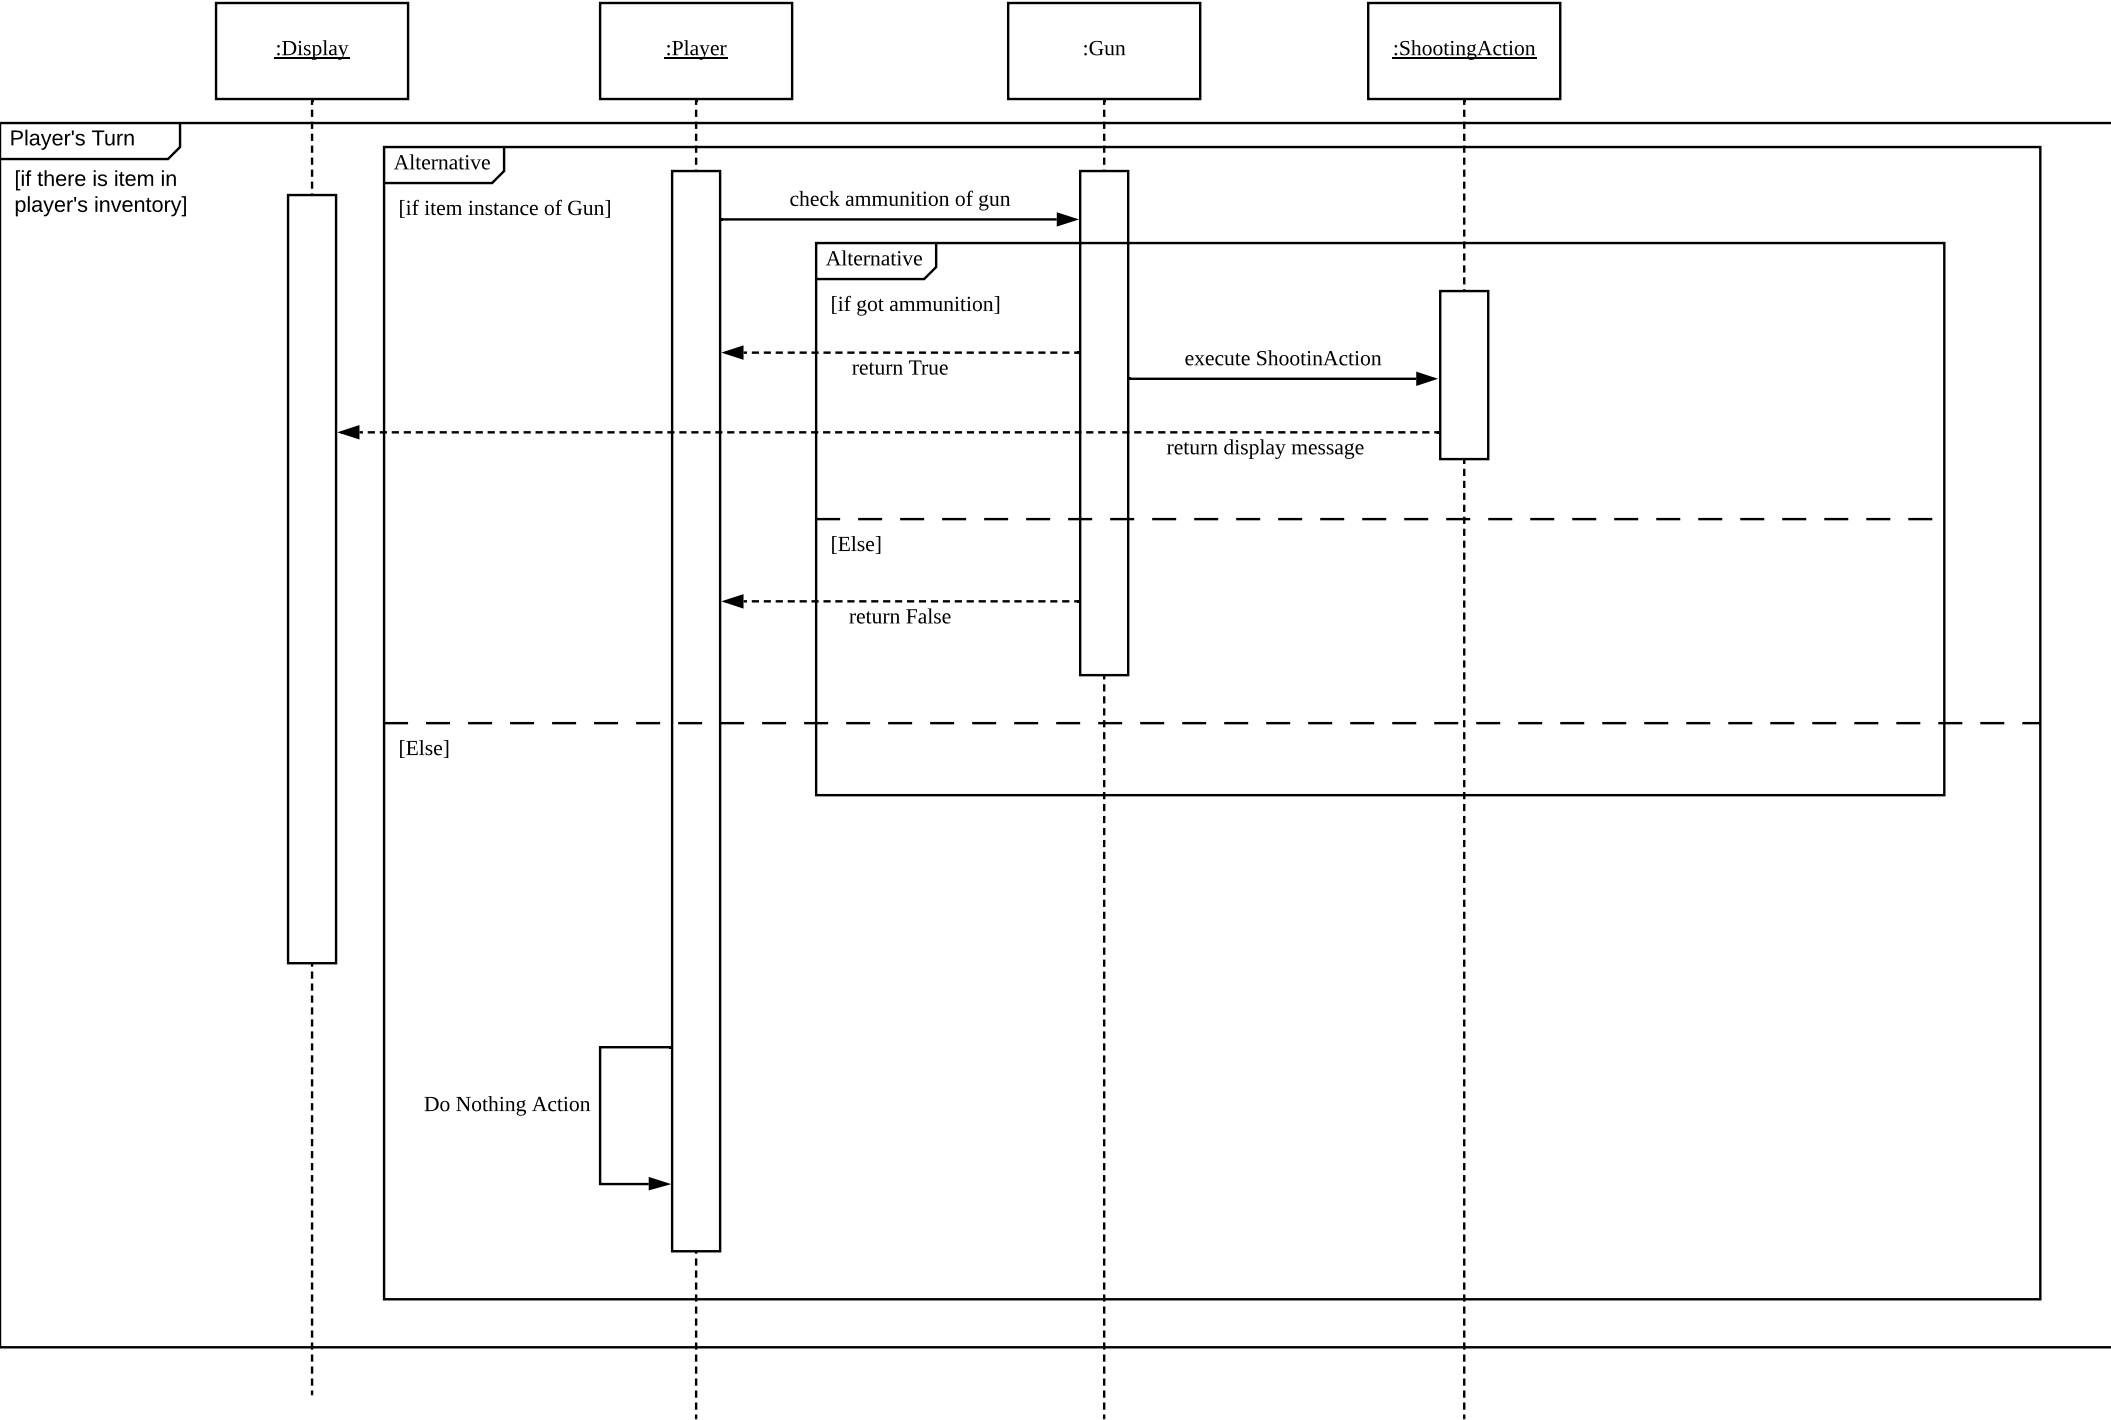 :Display
:Player
:Gun
:ShootingAction
Player's Turn
[if there is item in
player's inventory]
Alternative
[if item instance of Gun]
check ammunition of gun
Alternative
[if got ammunition]
return True
execute ShootinAction
return display message
[Else]
return False
[Else]
Do Nothing Action